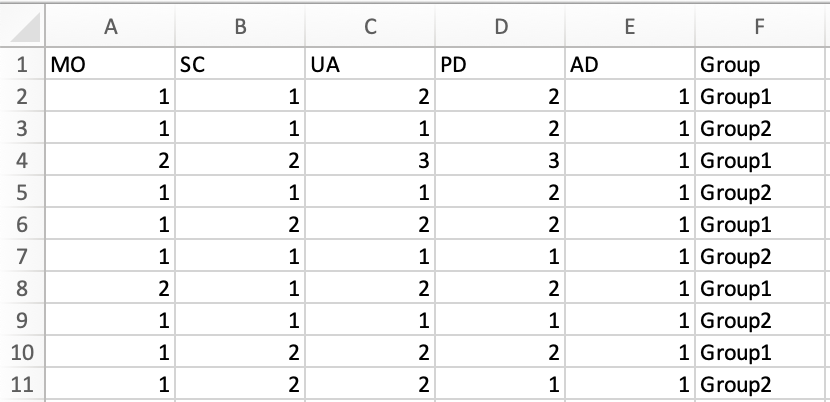 A B C D E F
1 MO SC UA PD AD Group
2 1 1 2 2 1 Group1
3 1 1 1 2 1 Group2
4 2 2 3 3 1 Group1
5 1 1 1 2 1 Group2
6 1 2 2 2 1 Group1
7 1 1 1 1 1 Group2
8 2 1 2 2 1 Group1
9 1 1 1 1 1 Group2
10 1 2 2 2 1 Group1
11 1 2 2 1 1 Group2